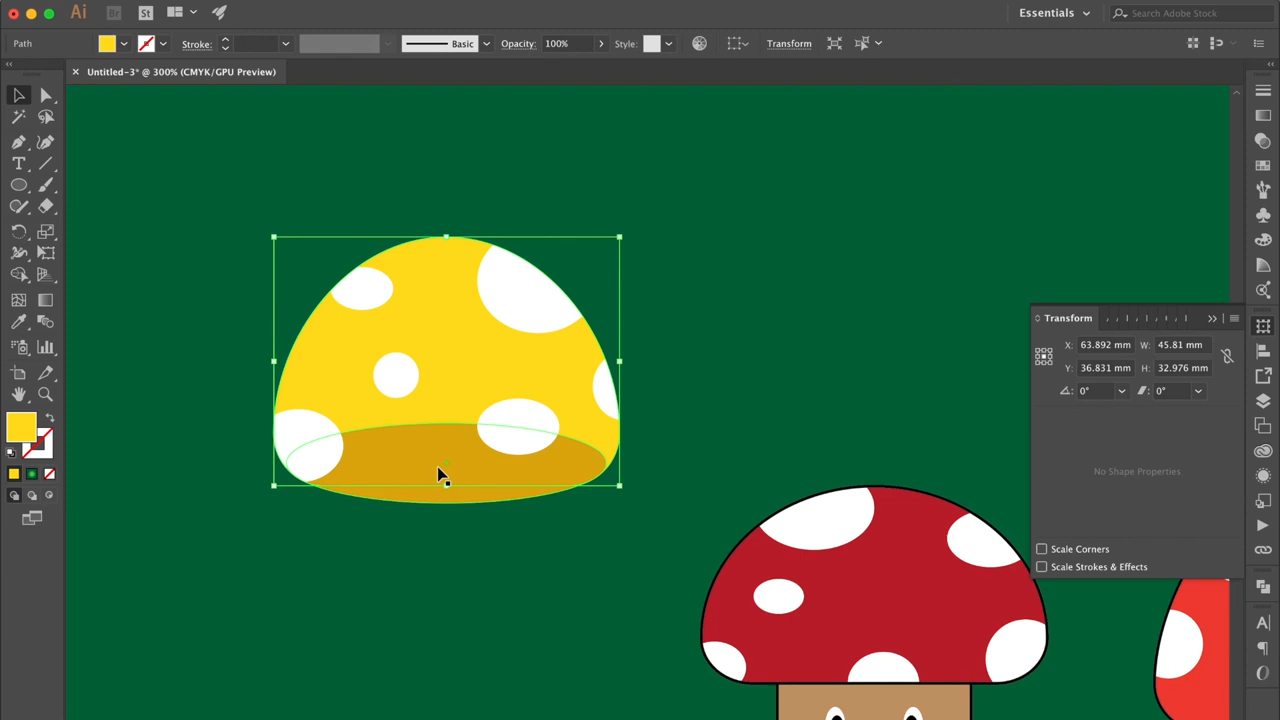 Ai Br St Essentials Search Adobe Stock
Path Stroke: Basic Opacity: 100% Style: Transform
× Untitled-3* @ 300% (CMYK/GPU Preview)
Transform
X: 63.892 mm W: 45.81 mm
Y: 36.831 mm H: 32.976 mm
0° 0°
No Shape Properties
Scale Corners
Scale Strokes & Effects